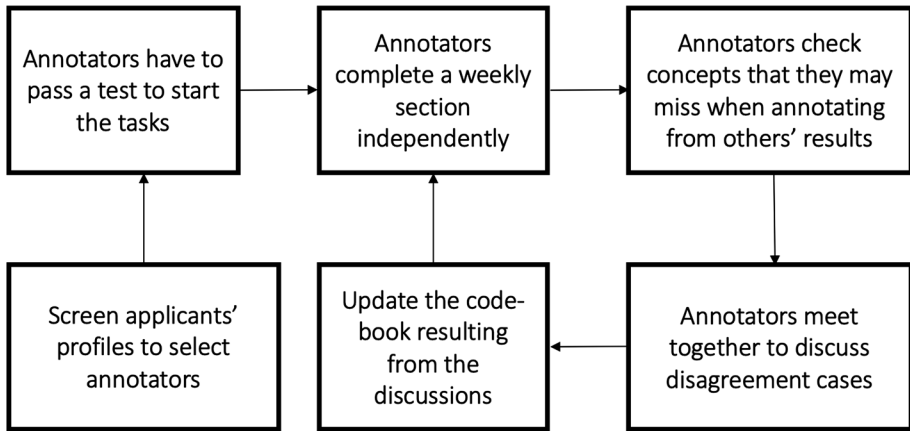 Annotators have to
pass a test to start
the tasks
Annotators
complete a weekly
section
independently
Annotators check
concepts that they may
miss when annotating
from others’ results
Screen applicants’
profiles to select
annotators
Update the code-
book resulting
from the
discussions
Annotators meet
together to discuss
disagreement cases